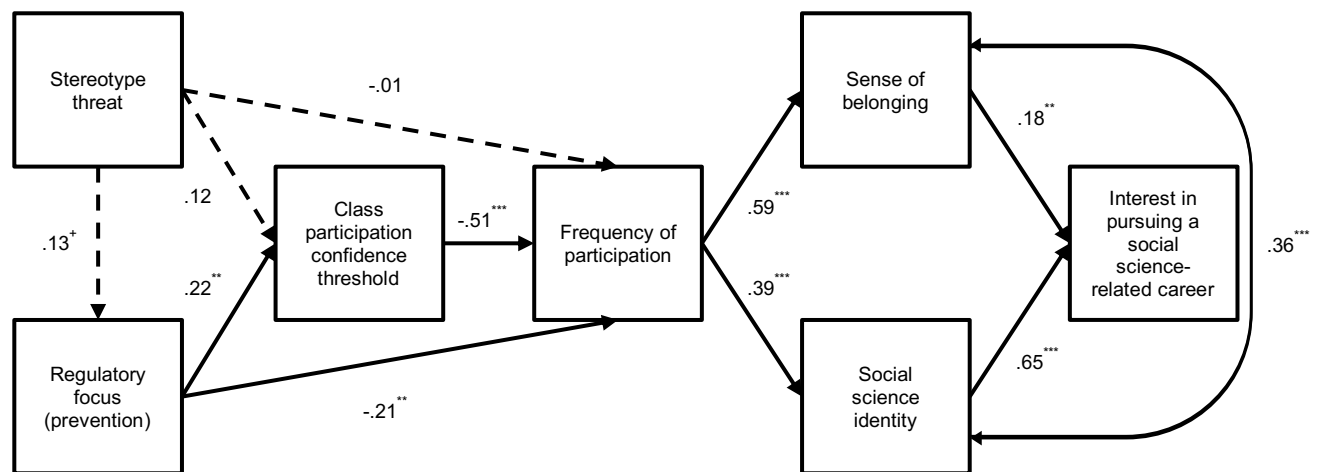 Stereotype
threat
-.01
.12
.13+
Regulatory
focus
(prevention)
.22**
-.21**
Class
participation
confidence
threshold
-.51***
Frequency of
participation
.59***
.39***
Sense of
belonging
.18**
Social
science
identity
.65***
Interest in
pursuing a
social
science-
related career
.36***